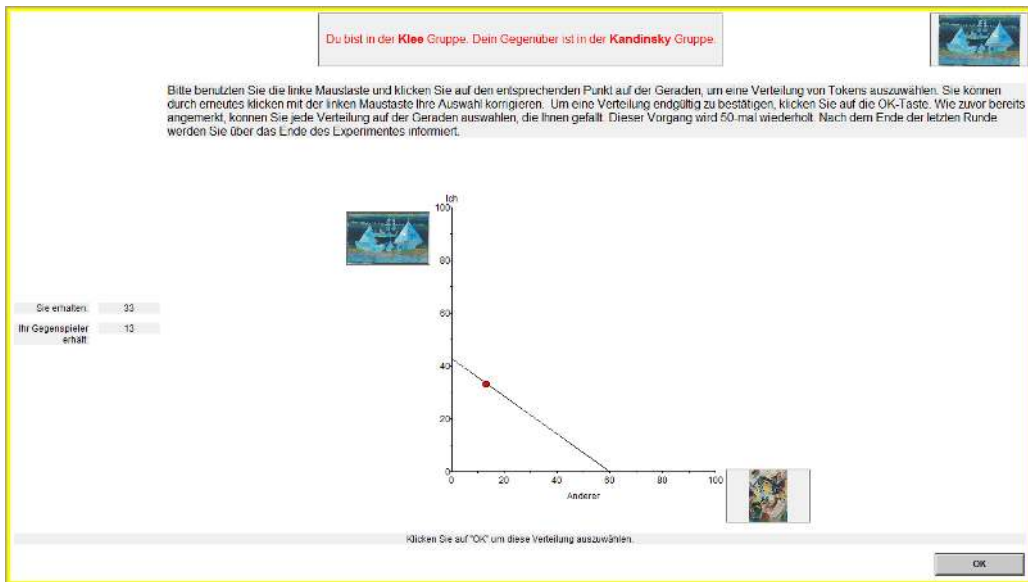 Du bist in der Klee Gruppe. Dein Gegenüber ist in der Kandinsky Gruppe.
Bitte benutzten Sie die linke Maustaste und klicken Sie auf den entsprechenden Punkt auf der Geraden, um eine Verteilung von Tokens auszuwählen. Sie können
durch erneutes klicken mit der linken Maustaste Ihre Auswahl korrigieren. Um eine Verteilung endgültig zu bestätigen, klicken Sie auf die OK-Taste. Wie zuvor bereits
angemerkt, können Sie jede Verteilung auf der Geraden auswählen, die Ihnen gefällt. Dieser Vorgang wird 50-mal wiederholt. Nach dem Ende der letzten Runde
werden Sie über das Ende des Experimentes informiert.
Ich
100
80
60
40
20
0
Sie erhalten: 33
Ihr Gegenspieler 13
erhält
0 20 40 60 80 100
Anderer
Klicken Sie auf "OK" um diese Verteilung auszuwählen.
OK